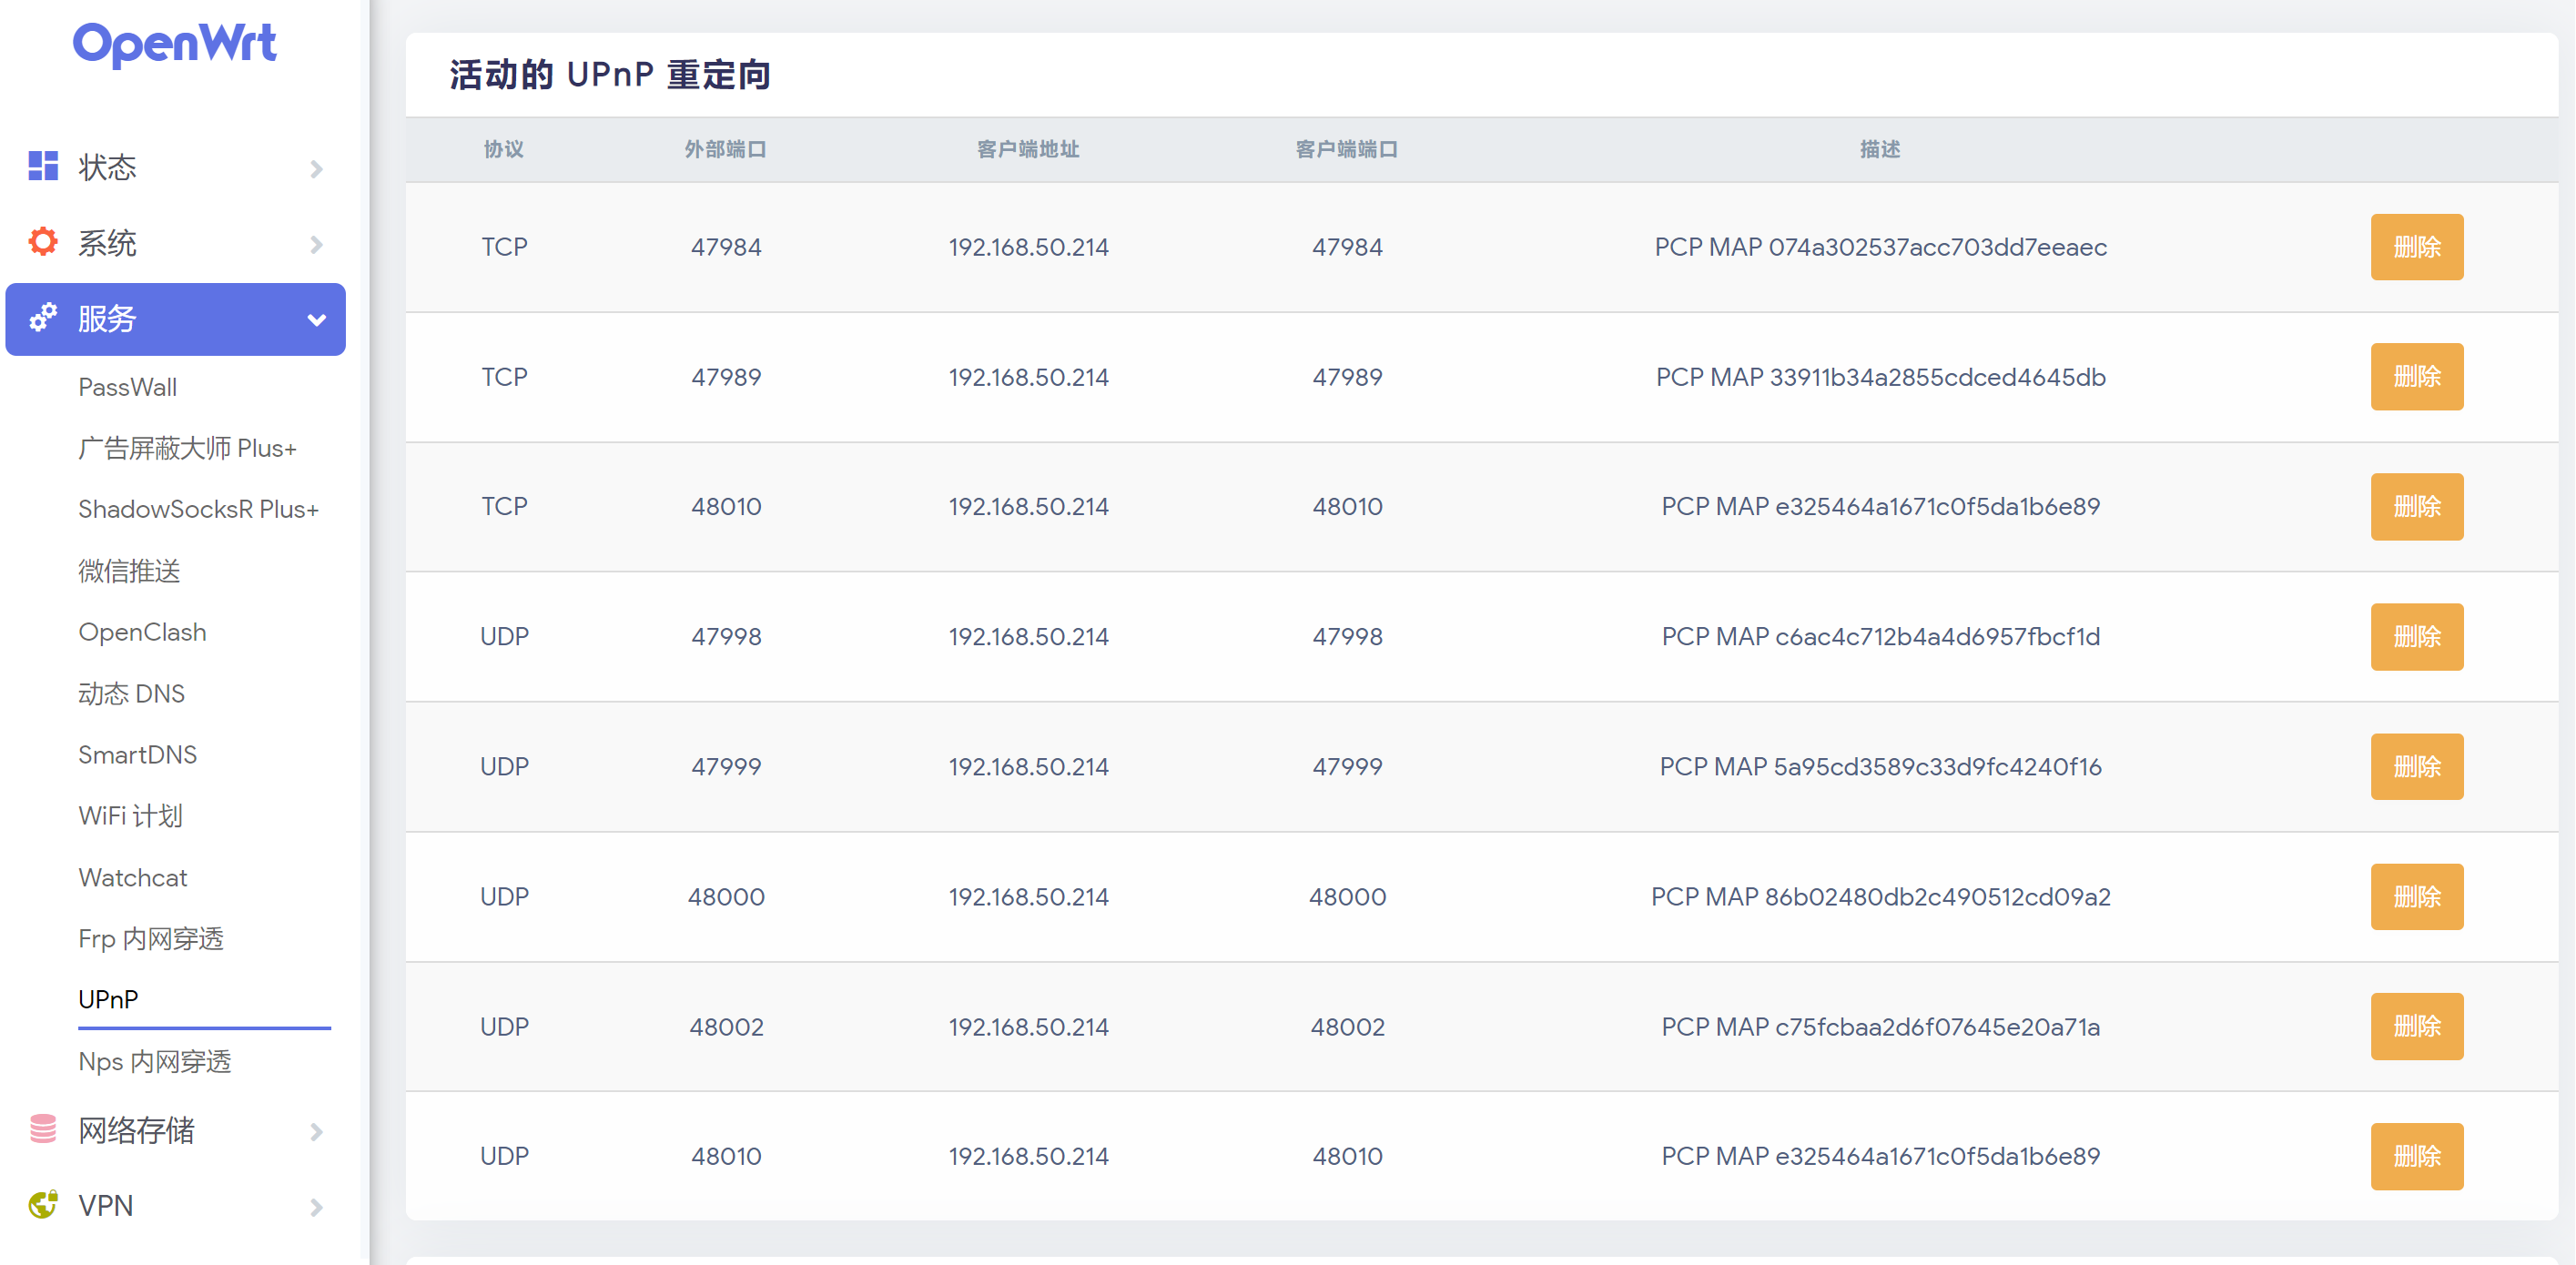 OpenWrt
状态
系统
服务
PassWall
广告屏蔽大师 Plus+
ShadowSocksR Plus+
微信推送
OpenClash
动态 DNS
SmartDNS
WiFi 计划
Watchcat
Frp 内网穿透
UPnP
Nps 内网穿透
网络存储
VPN
活动的 UPnP 重定向
协议 外部端口 客户端地址 客户端端口 描述
TCP 47984 192.168.50.214 47984 PCP MAP 074a302537acc703dd7eeaec 删除
TCP 47989 192.168.50.214 47989 PCP MAP 33911b34a2855cdced4645db 删除
TCP 48010 192.168.50.214 48010 PCP MAP e325464a1671c0f5da1b6e89 删除
UDP 47998 192.168.50.214 47998 PCP MAP c6ac4c712b4a4d6957fbcf1d 删除
UDP 47999 192.168.50.214 47999 PCP MAP 5a95cd3589c33d9fc4240f16 删除
UDP 48000 192.168.50.214 48000 PCP MAP 86b02480db2c490512cd09a2 删除
UDP 48002 192.168.50.214 48002 PCP MAP c75fcbaa2d6f07645e20a71a 删除
UDP 48010 192.168.50.214 48010 PCP MAP e325464a1671c0f5da1b6e89 删除